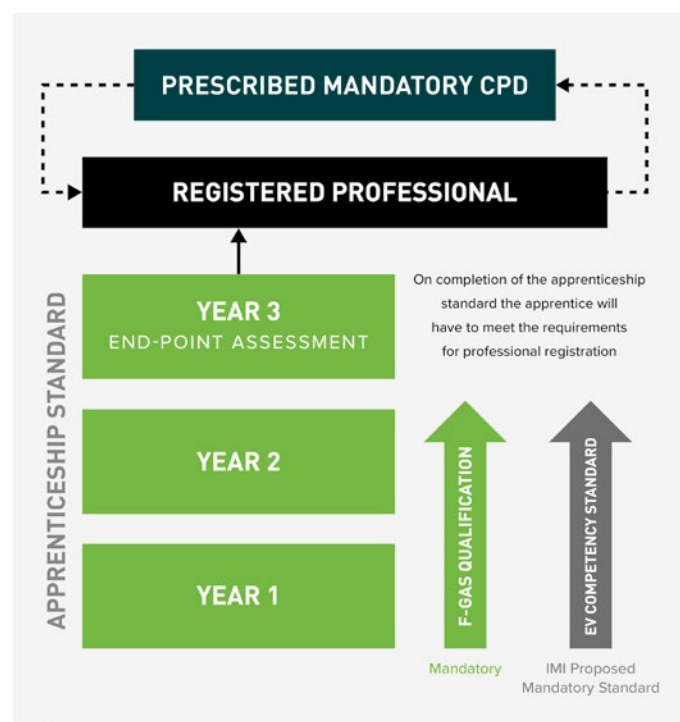 PRESCRIBED MANDATORY CPD
REGISTERED PROFESSIONAL
APPRENTICESHIP STANDARD
YEAR 3
END-POINT ASSESSMENT
On completion of the apprenticeship
standard the apprentice will
have to meet the requirements
for professional registration
YEAR 2
YEAR 1
F-GAS QUALIFICATION
EV COMPETENCY STANDARD
Mandatory
IMI Proposed
Mandatory Standard